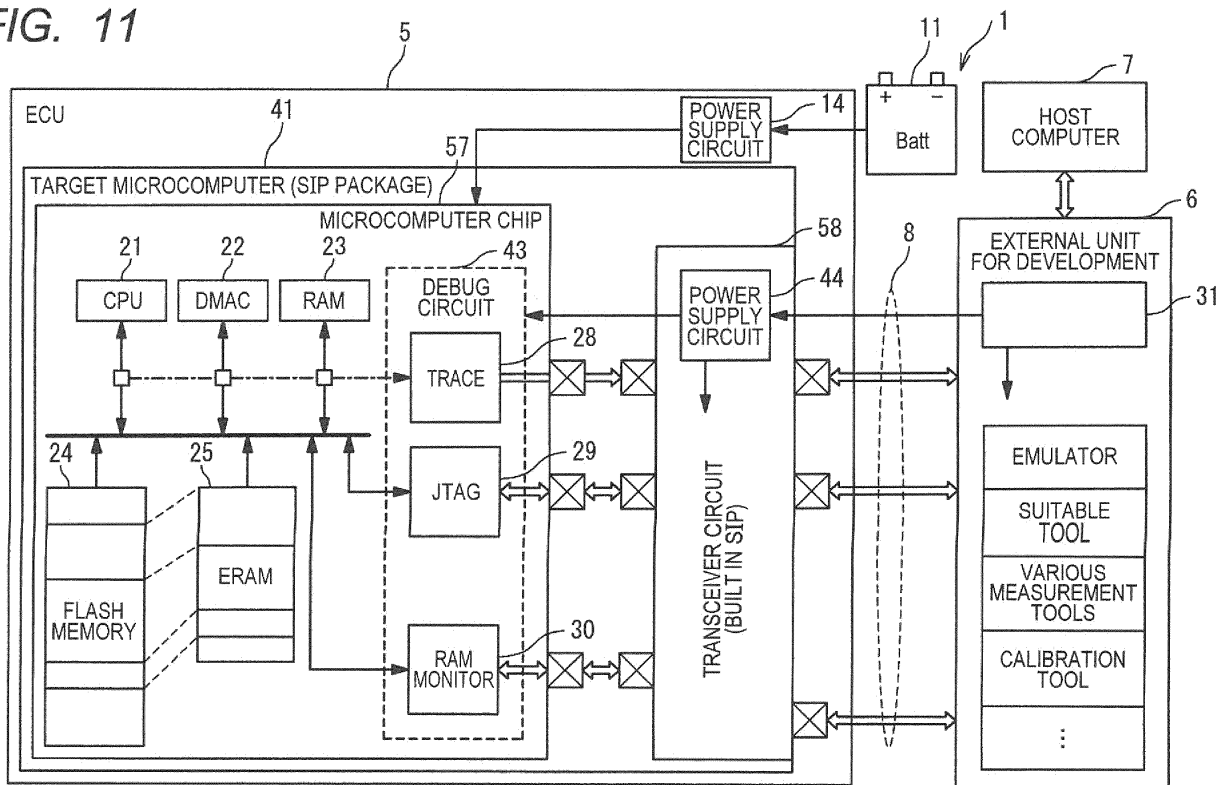 FIG. 11
5
11
1
7
ECU
41
POWER
SUPPLY
CIRCUIT
14
+ −
Batt
HOST
COMPUTER
57
TARGET MICROCOMPUTER (SIP PACKAGE)
MICROCOMPUTER CHIP
58
8
6
21
22
23
43
CPU
DMAC
RAM
DEBUG
CIRCUIT
44
POWER
SUPPLY
CIRCUIT
EXTERNAL UNIT
FOR DEVELOPMENT
31
28
TRACE
24
25
29
JTAG
EMULATOR
SUITABLE
TOOL
ERAM
FLASH
MEMORY
TRANSCEIVER CIRCUIT
(BUILT IN SIP)
VARIOUS
MEASUREMENT
TOOLS
30
RAM
MONITOR
CALIBRATION
TOOL
⋮